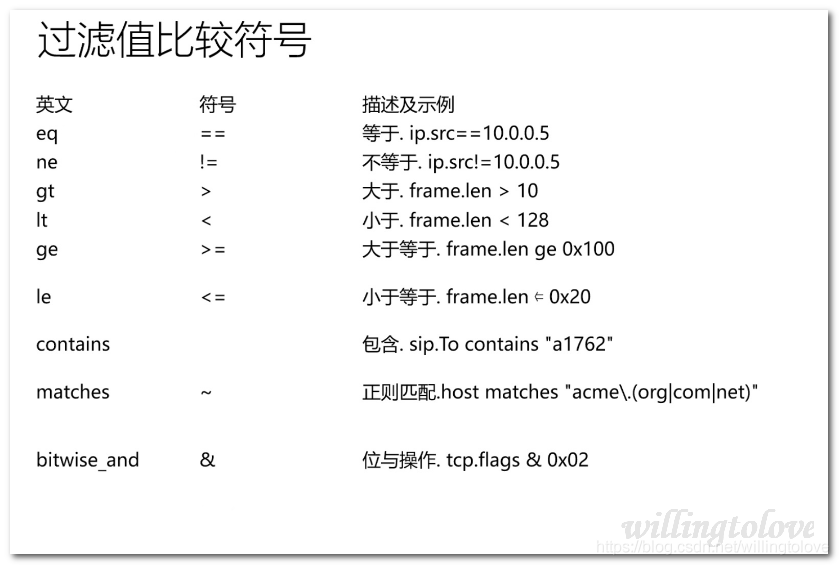 过滤值比较符号
英文 符号 描述及示例
eq == 等于. ip.src==10.0.0.5
ne != 不等于. ip.src!=10.0.0.5
gt > 大于. frame.len > 10
lt < 小于. frame.len < 128
ge >= 大于等于. frame.len ge 0x100
le <= 小于等于. frame.len ⋸ 0x20
contains 包含. sip.To contains "a1762"
matches ~ 正则匹配.host matches "acme\.(org|com|net)"
bitwise_and & 位与操作. tcp.flags & 0x02
willingtolove
https://blog.csdn.net/willingtolove